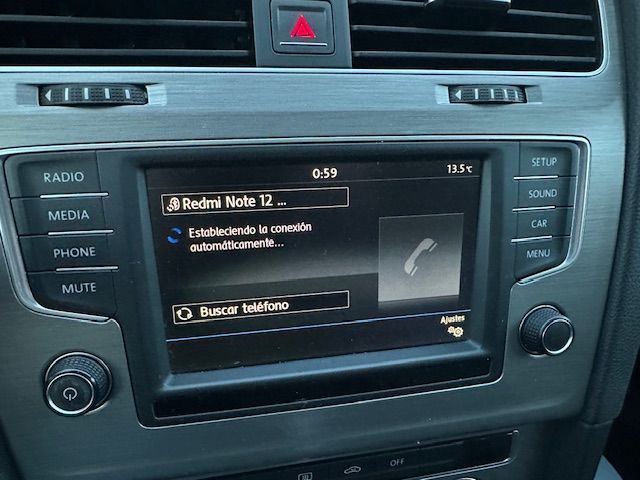 0:59
13.5°C
RADIO
MEDIA
PHONE
MUTE
Redmi Note 12 ...
Estableciendo la conexión
automáticamente...
Buscar teléfono
Ajustes
SETUP
SOUND
CAR
MENU
OFF